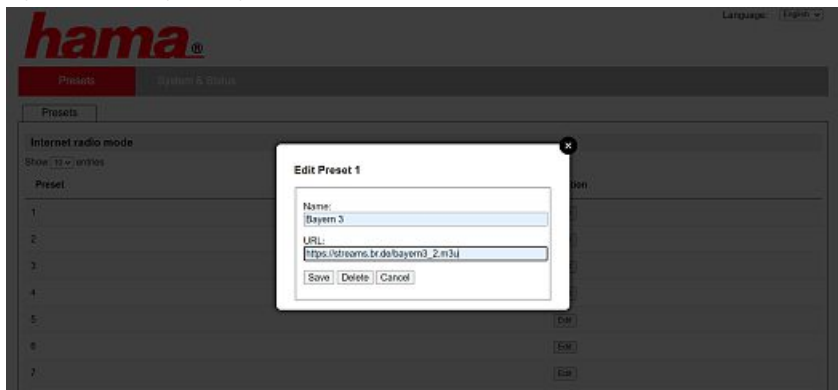 Language: English
hama®
Presets System & Status
Presets
Internet radio mode
Show 10 entries
Preset
1
2
3
4
5 Edit
6 Edit
7 Edit
Edit Preset 1
Name:
Bayern 3
URL:
https://streams.br.de/bayern3_2.m3u
Save Delete Cancel